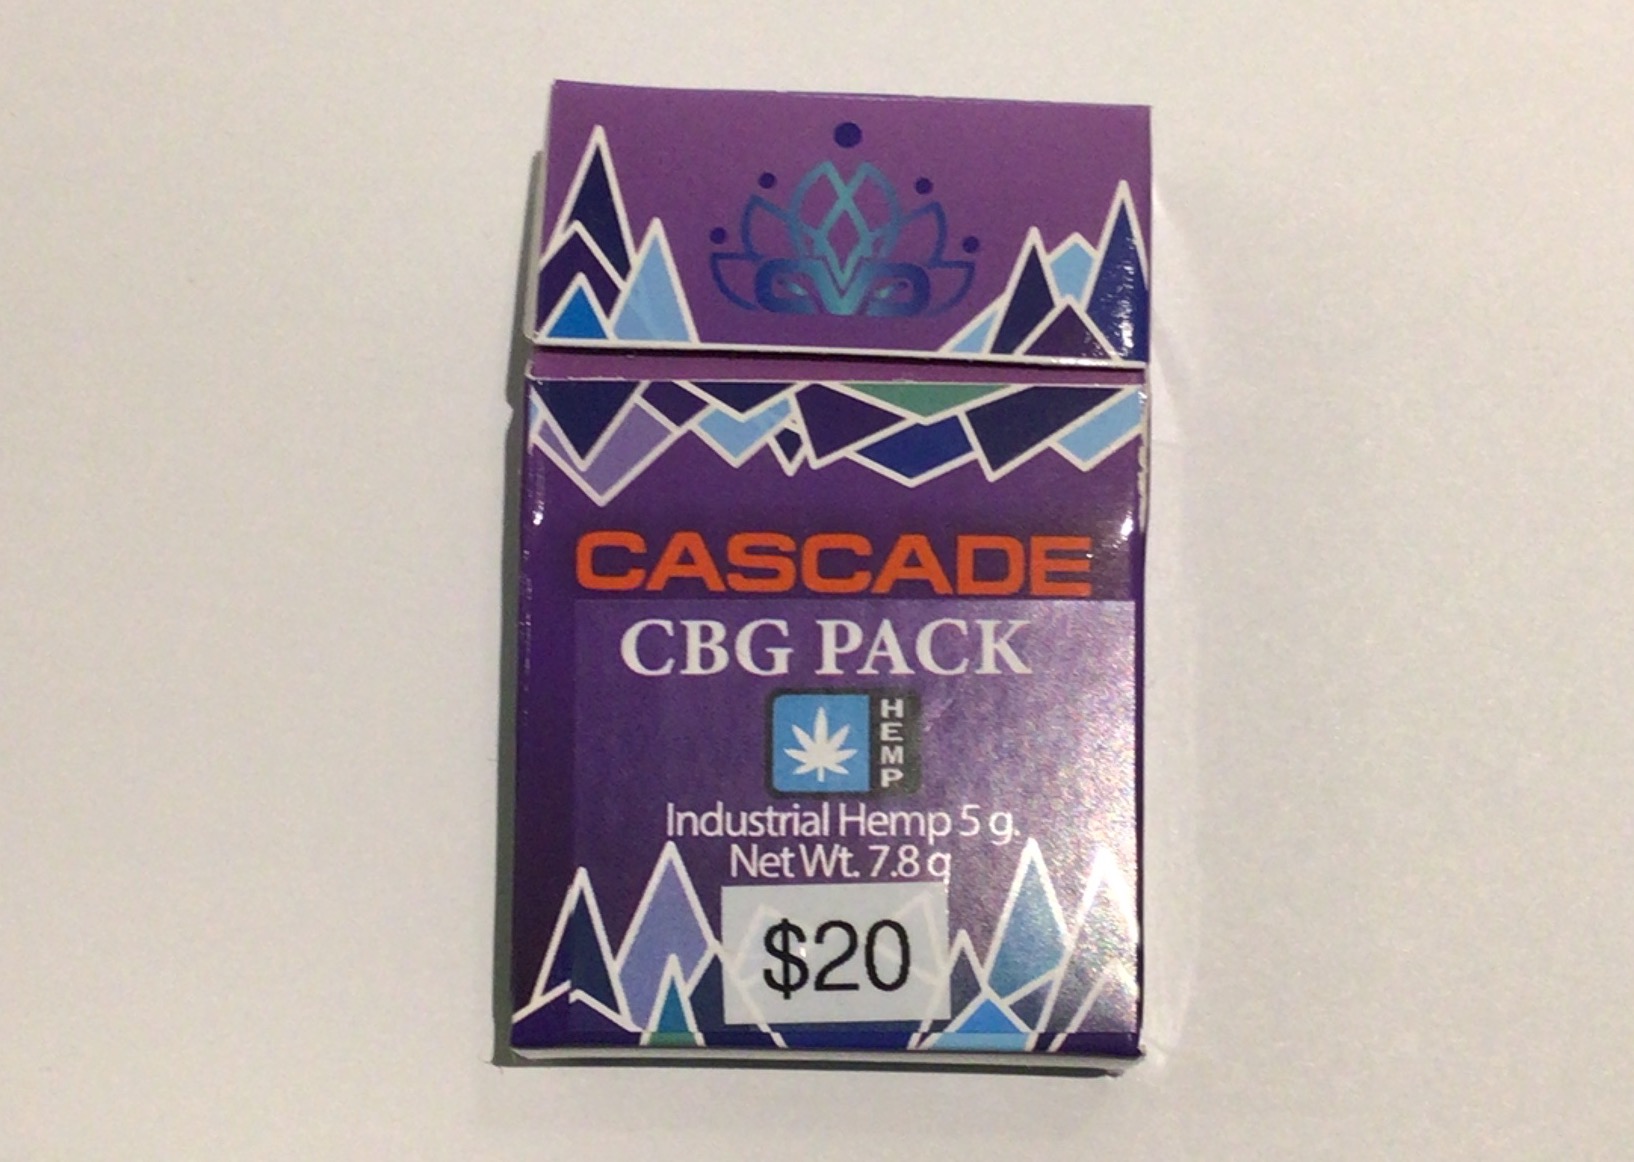 CASCADE
CBG PACK
HEMP
Industrial Hemp 5 g.
Net Wt. 7.8 g
$20